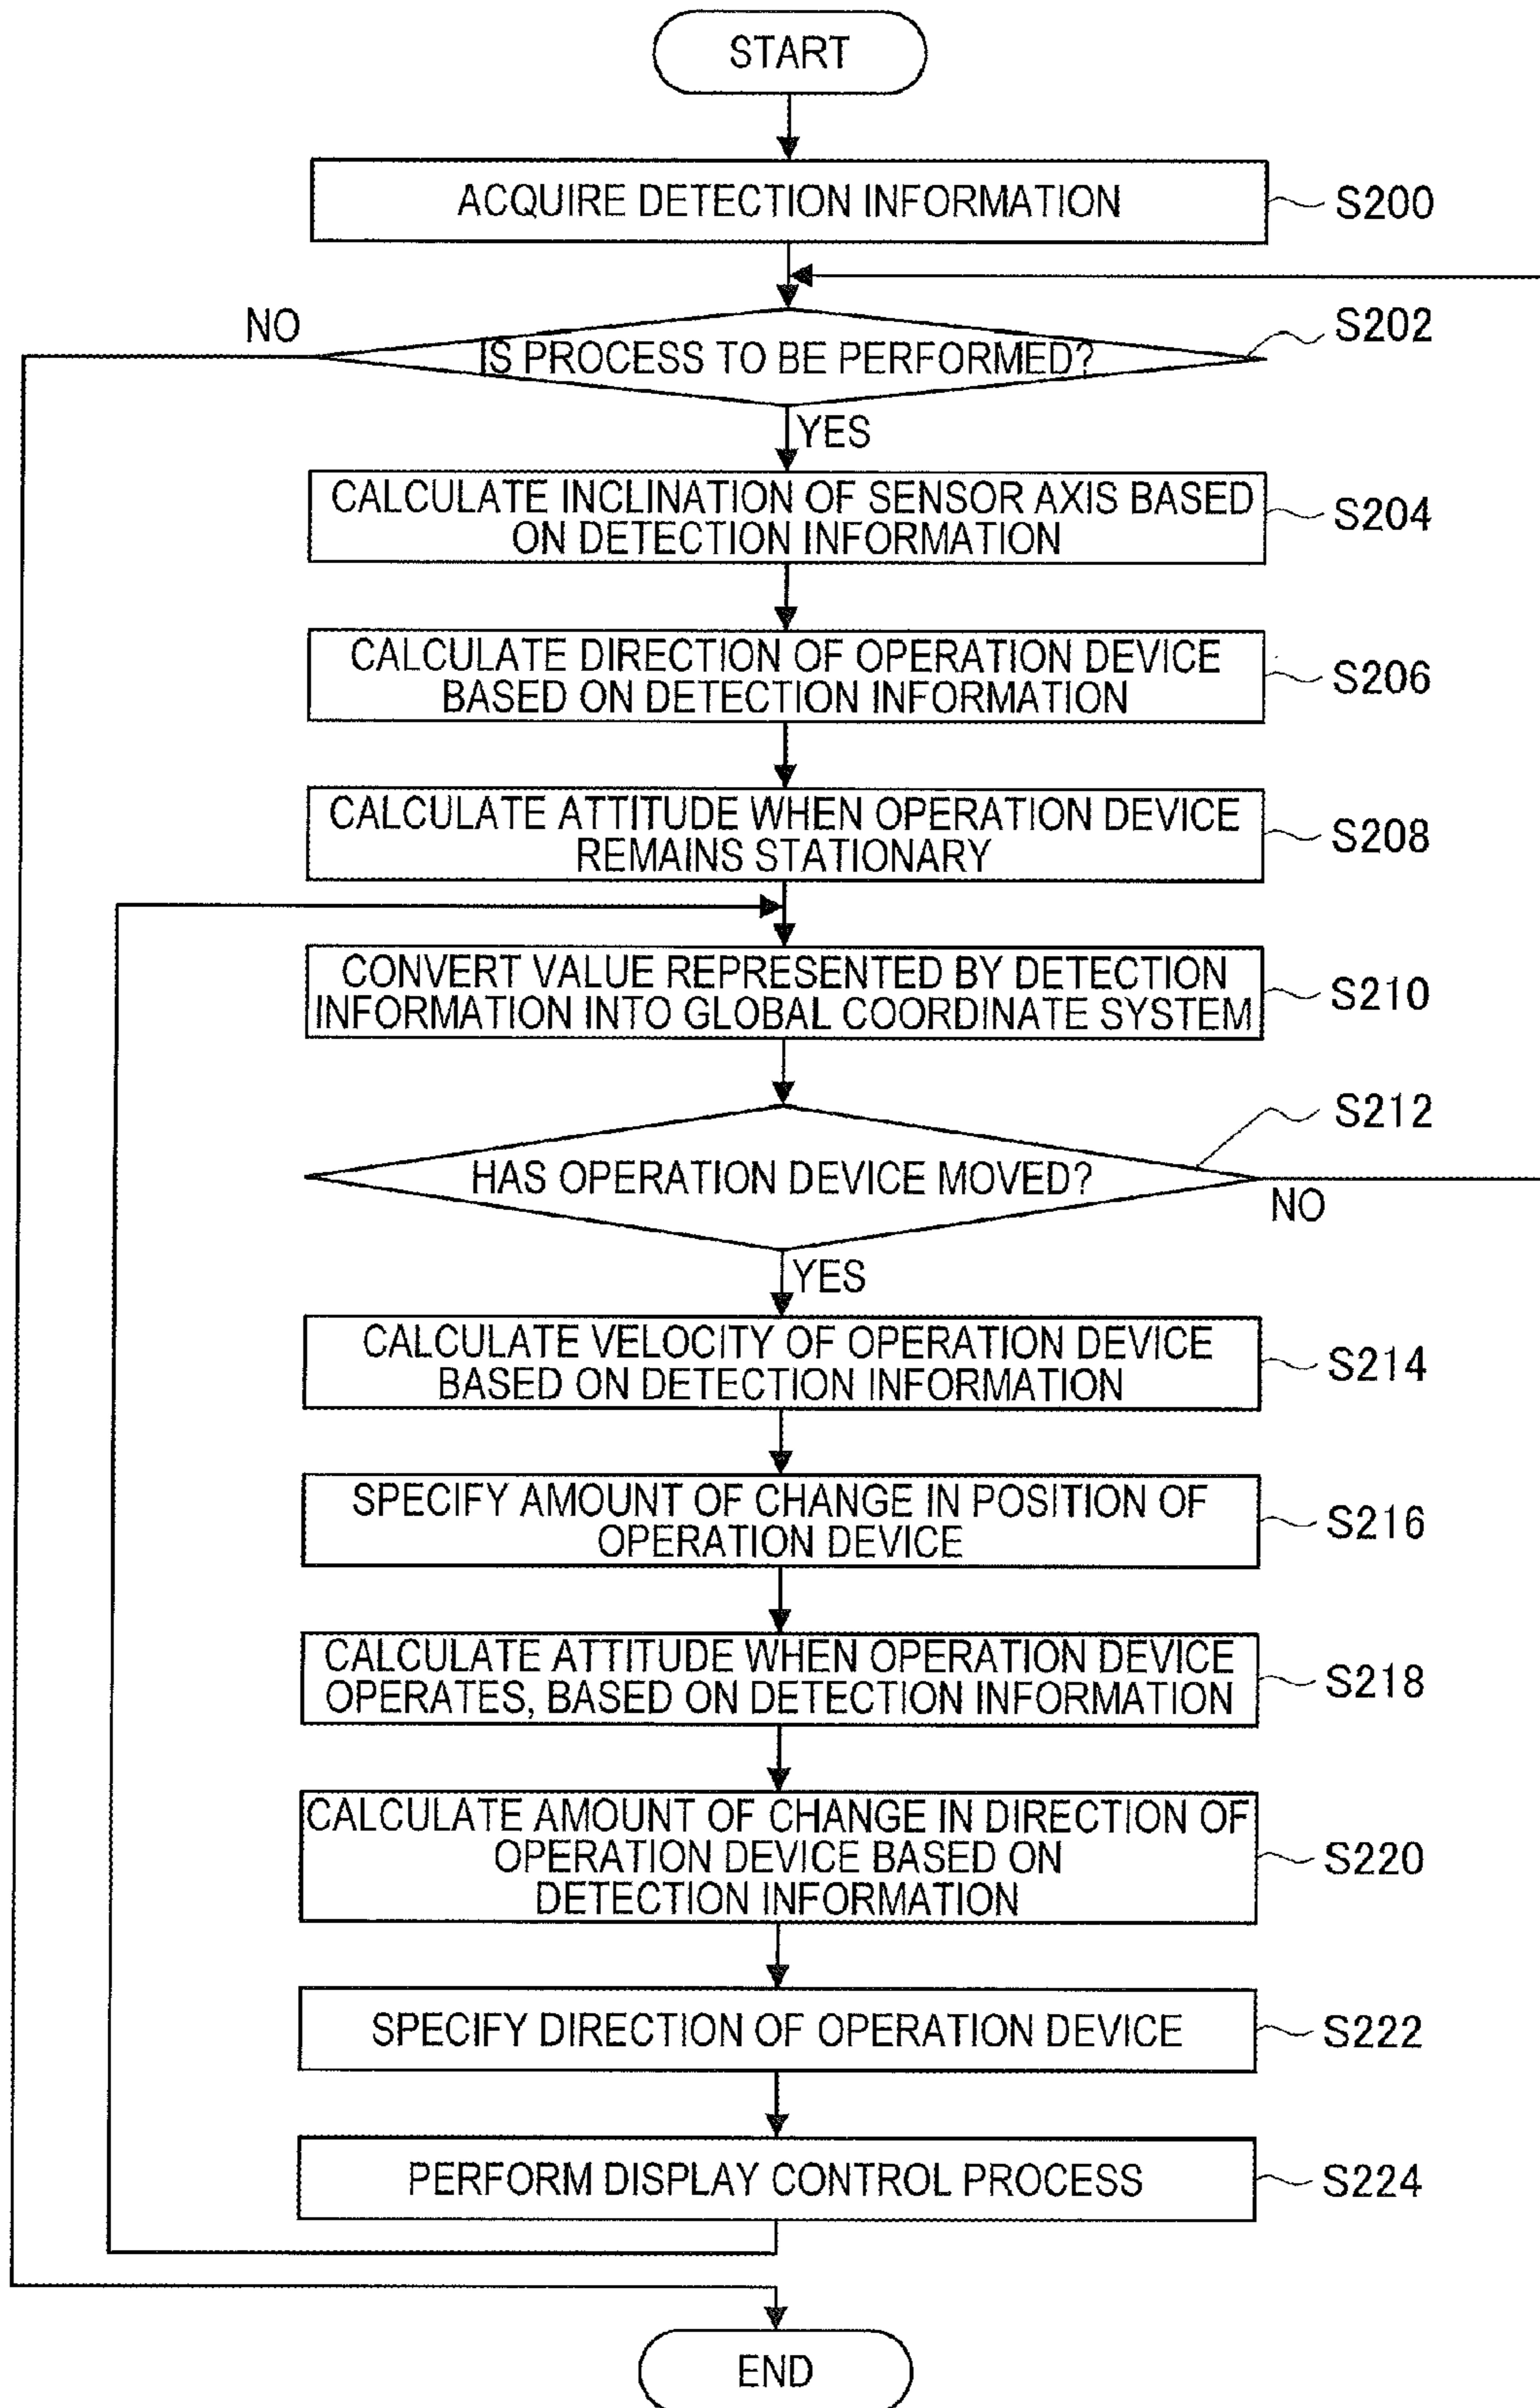 START
ACQUIRE DETECTION INFORMATION
S200
NO
IS PROCESS TO BE PERFORMED?
S202
YES
CALCULATE INCLINATION OF SENSOR AXIS BASED
ON DETECTION INFORMATION
S204
CALCULATE DIRECTION OF OPERATION DEVICE
BASED ON DETECTION INFORMATION
S206
CALCULATE ATTITUDE WHEN OPERATION DEVICE
REMAINS STATIONARY
S208
CONVERT VALUE REPRESENTED BY DETECTION
INFORMATION INTO GLOBAL COORDINATE SYSTEM
S210
S212
HAS OPERATION DEVICE MOVED?
NO
YES
CALCULATE VELOCITY OF OPERATION DEVICE
BASED ON DETECTION INFORMATION
S214
SPECIFY AMOUNT OF CHANGE IN POSITION OF
OPERATION DEVICE
S216
CALCULATE ATTITUDE WHEN OPERATION DEVICE
OPERATES, BASED ON DETECTION INFORMATION
S218
CALCULATE AMOUNT OF CHANGE IN DIRECTION OF
OPERATION DEVICE BASED ON
DETECTION INFORMATION
S220
SPECIFY DIRECTION OF OPERATION DEVICE
S222
PERFORM DISPLAY CONTROL PROCESS
S224
END